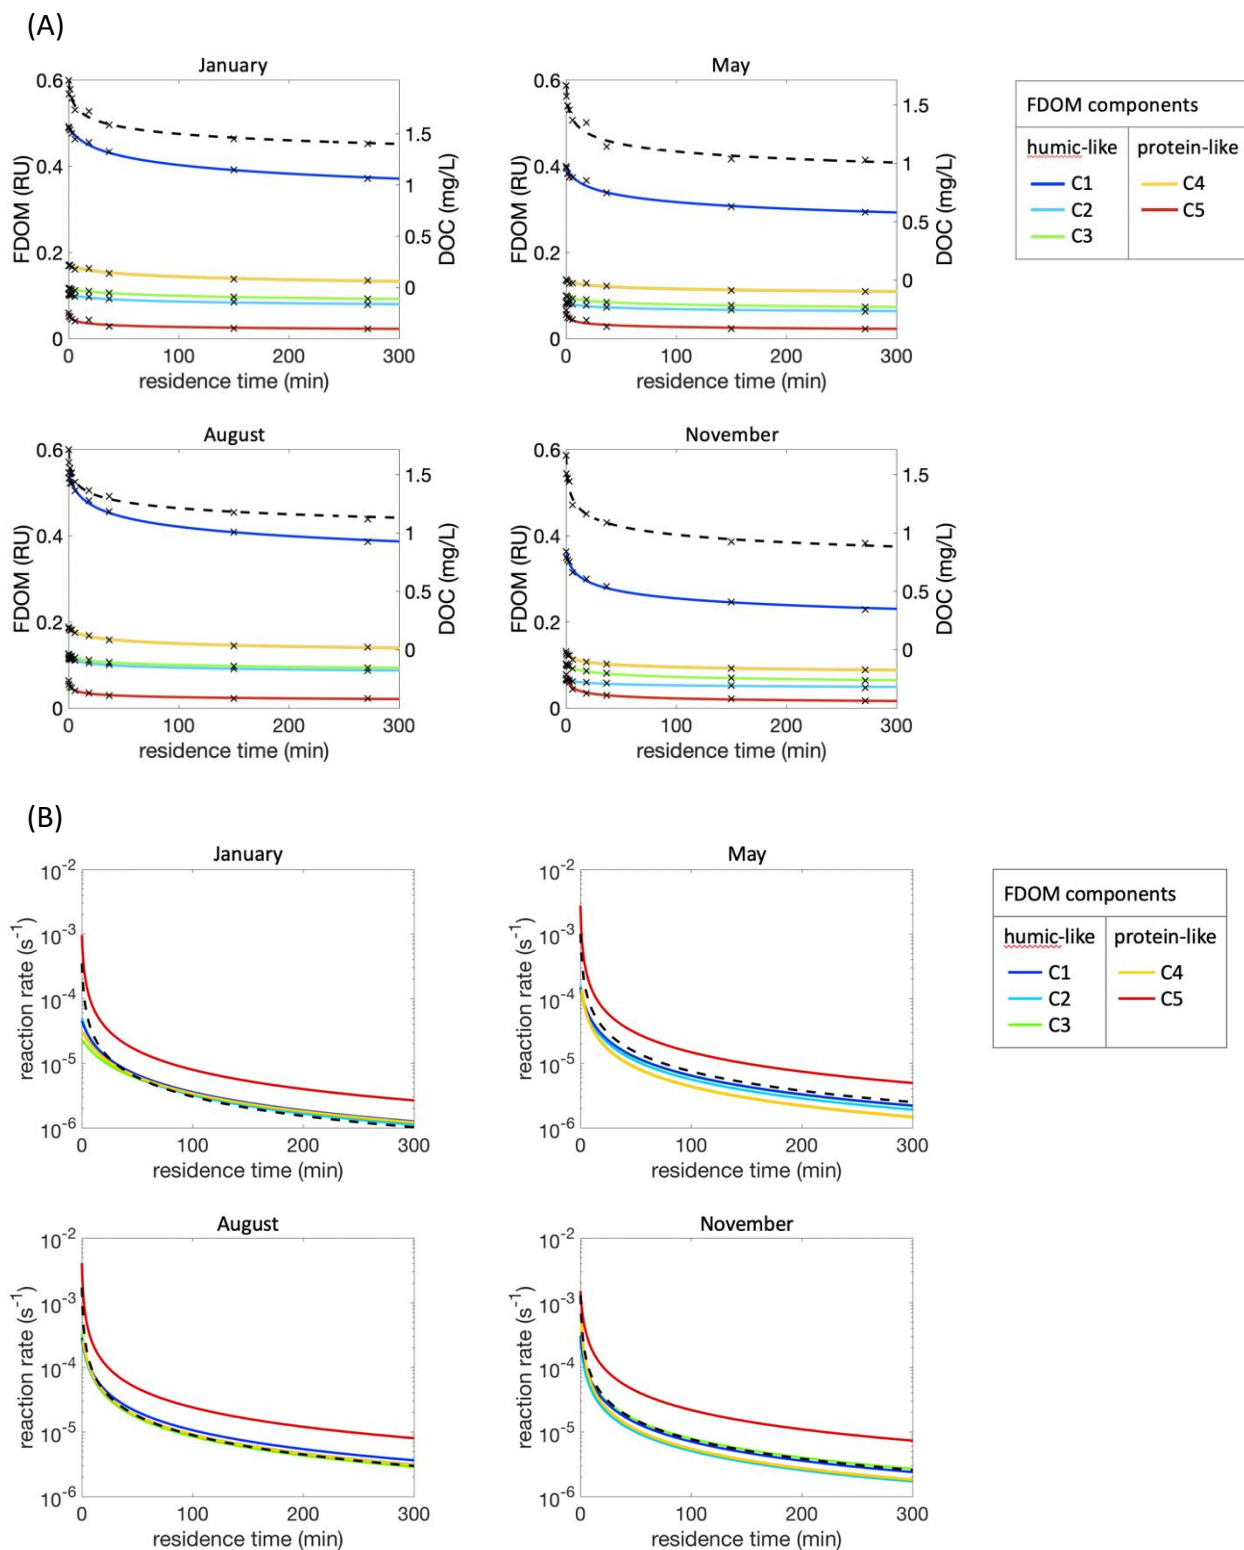 (A)
January
0.6
0.4
0.2
0
FDOM (RU)
1.5
1
0.5
0
DOC (mg/L)
0 100 200 300
residence time (min)
May
0.6
0.4
0.2
0
FDOM (RU)
1.5
1
0.5
0
DOC (mg/L)
0 100 200 300
residence time (min)
FDOM components
humic-like protein-like
C1 C4
C2 C5
C3
August
0.6
0.4
0.2
0
FDOM (RU)
1.5
1
0.5
0
DOC (mg/L)
0 100 200 300
residence time (min)
November
0.6
0.4
0.2
0
FDOM (RU)
1.5
1
0.5
0
DOC (mg/L)
0 100 200 300
residence time (min)
(B)
January
10⁻²
10⁻³
10⁻⁴
10⁻⁵
10⁻⁶
reaction rate (s⁻¹)
0 100 200 300
residence time (min)
May
10⁻²
10⁻³
10⁻⁴
10⁻⁵
10⁻⁶
reaction rate (s⁻¹)
0 100 200 300
residence time (min)
FDOM components
humic-like protein-like
C1 C4
C2 C5
C3
August
10⁻²
10⁻³
10⁻⁴
10⁻⁵
10⁻⁶
reaction rate (s⁻¹)
0 100 200 300
residence time (min)
November
10⁻²
10⁻³
10⁻⁴
10⁻⁵
10⁻⁶
reaction rate (s⁻¹)
0 100 200 300
residence time (min)